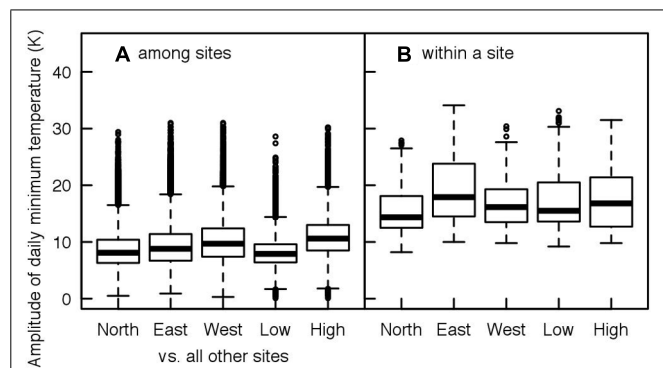 Amplitude of daily minimum temperature (K)
A among sites
B within a site
40
30
20
10
0
North East West Low High
North East West Low High
vs. all other sites